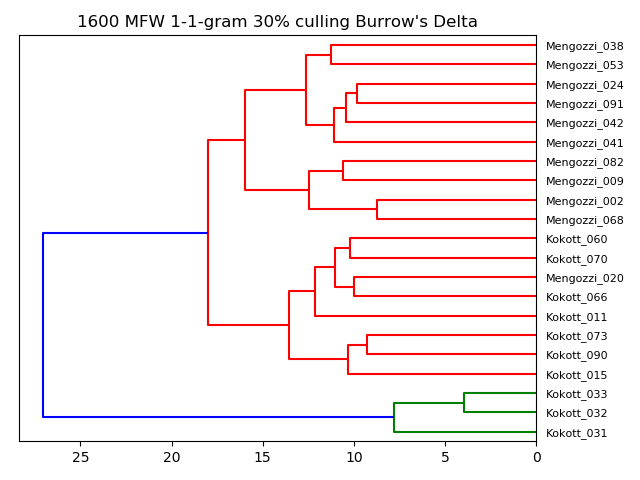 1600 MFW 1-1-gram 30% culling Burrow's Delta
Mengozzi_038
Mengozzi_053
Mengozzi_024
Mengozzi_091
Mengozzi_042
Mengozzi_041
Mengozzi_082
Mengozzi_009
Mengozzi_002
Mengozzi_068
Kokott_060
Kokott_070
Mengozzi_020
Kokott_066
Kokott_011
Kokott_073
Kokott_090
Kokott_015
Kokott_033
Kokott_032
Kokott_031
25 20 15 10 5 0